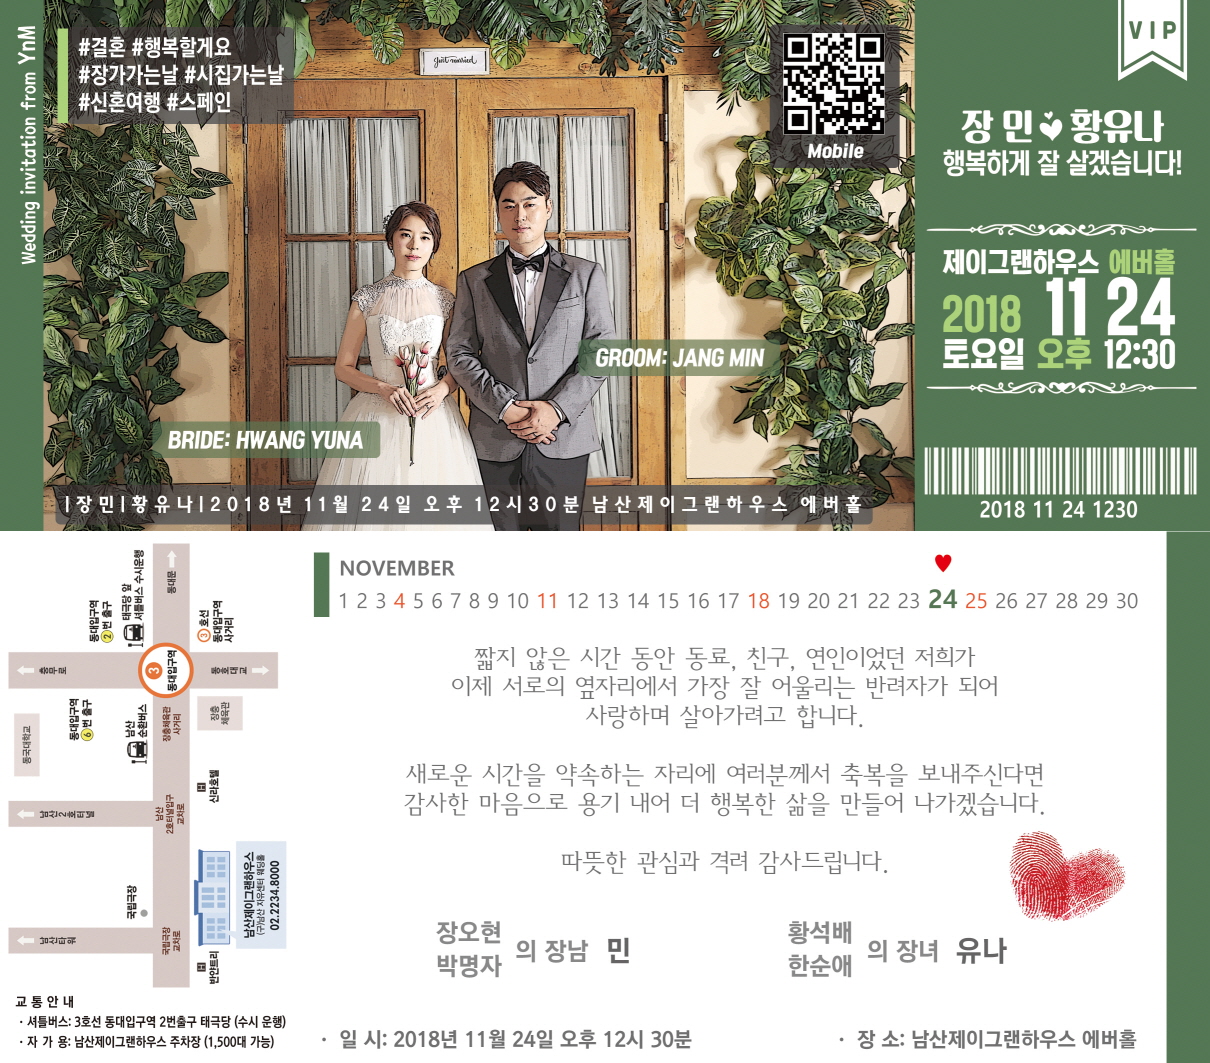 Wedding invitation from YnM
#결혼 #행복할게요
#장가가는날 #시집가는날
#신혼여행 #스페인
Just married
Mobile
GROOM: JANG MIN
BRIDE: HWANG YUNA
|장민|황유나|2018년 11월 24일 오후 12시30분 남산제이그랜하우스 에버홀
VIP
장 민 황유나
행복하게 잘 살겠습니다!
제이그랜하우스 에버홀
2018 11 24
토요일 오후 12:30
2018 11 24 1230
동대문
동대입구역
2번 출구
태극당 앞
셔틀버스 수시운행
3호선
동대입구역
사거리
충무로
3
동대입구역
동호대교
동대입구역
6번 출구
남산
순환버스
장충체육관
사거리
장충
체육관
동국대학교
H
신라호텔
남산2호터널
남산
2호터널입구
교차로
남산제이그랜하우스
(구)남산 자유센터 웨딩홀
02.2234.8000
국립극장
남산타워
국립극장
교차로
H
반얀트리
교통안내
· 셔틀버스: 3호선 동대입구역 2번출구 태극당 (수시 운행)
· 자 가 용: 남산제이그랜하우스 주차장 (1,500대 가능)
NOVEMBER
1 2 3 4 5 6 7 8 9 10 11 12 13 14 15 16 17 18 19 20 21 22 23 24 25 26 27 28 29 30
짧지 않은 시간 동안 동료, 친구, 연인이었던 저희가
이제 서로의 옆자리에서 가장 잘 어울리는 반려자가 되어
사랑하며 살아가려고 합니다.
새로운 시간을 약속하는 자리에 여러분께서 축복을 보내주신다면
감사한 마음으로 용기 내어 더 행복한 삶을 만들어 나가겠습니다.
따뜻한 관심과 격려 감사드립니다.
장오현
박명자 의 장남 민
황석배
한순애 의 장녀 유나
· 일 시: 2018년 11월 24일 오후 12시 30분
· 장 소: 남산제이그랜하우스 에버홀